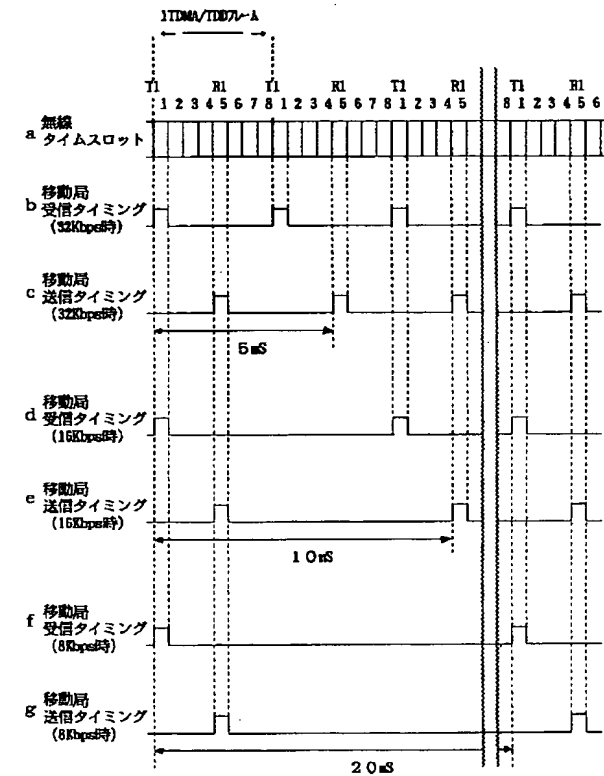 1TDMA/TDDフレーム
T1 R1 T1 R1 T1 R1 T1 R1
1 2 3 4 5 6 7 8 1 2 3 4 5 6 7 8 1 2 3 4 5 8 1 2 3 4 5 6
a 無線
タイムスロット
移動局
b 受信タイミング
(32Kbps時)
移動局
c 送信タイミング
(32Kbps時)
5mS
移動局
d 受信タイミング
(16Kbps時)
移動局
e 送信タイミング
(16Kbps時)
10mS
移動局
f 受信タイミング
(8Kbps時)
移動局
g 送信タイミング
(8Kbps時)
20mS